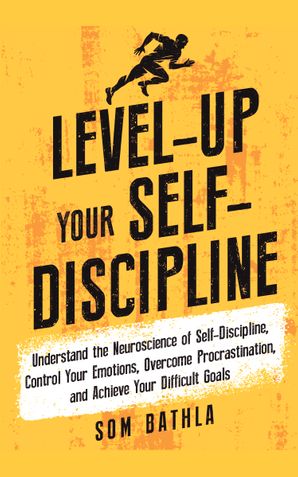 LEVEL-UP
YOUR SELF-
DISCIPLINE
Understand the Neuroscience of Self-Discipline,
Control Your Emotions, Overcome Procrastination,
and Achieve Your Difficult Goals
SOM BATHLA